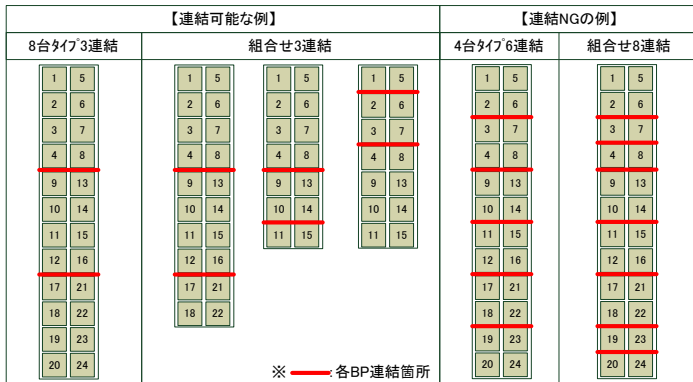 【連結可能な例】 【連結NGの例】
8台タイプ3連結 組合せ3連結 4台タイプ6連結 組合せ8連結
1 5 1 5 1 5 1 5 1 5 1 5
2 6 2 6 2 6 2 6 2 6 2 6
3 7 3 7 3 7 3 7 3 7 3 7
4 8 4 8 4 8 4 8 4 8 4 8
9 13 9 13 9 13 9 13 9 13 9 13
10 14 10 14 10 14 10 14 10 14 10 14
11 15 11 15 11 15 11 15 11 15 11 15
12 16 12 16 12 16 12 16
17 21 17 21 17 21 17 21
18 22 18 22 18 22 18 22
19 23 19 23 19 23
20 24 20 24 20 24
※ 各BP連結箇所